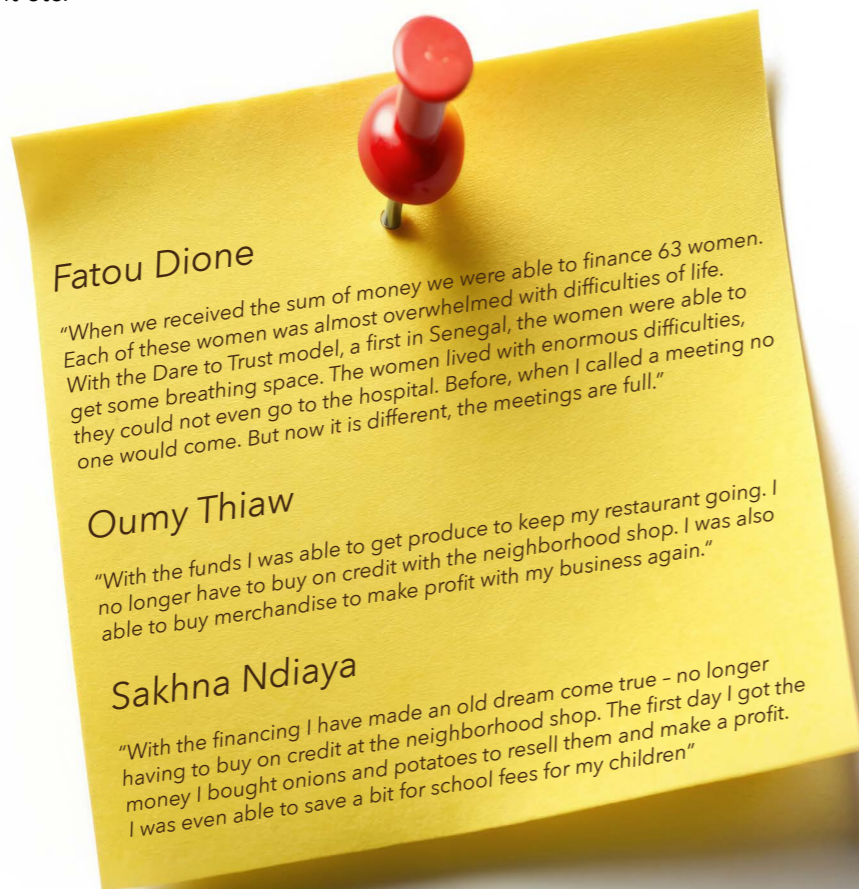 Fatou Dione
“When we received the sum of money we were able to finance 63 women.
Each of these women was almost overwhelmed with difficulties of life.
With the Dare to Trust model, a first in Senegal, the women were able to
get some breathing space. The women lived with enormous difficulties,
they could not even go to the hospital. Before, when I called a meeting no
one would come. But now it is different, the meetings are full.”
Oumy Thiaw
“With the funds I was able to get produce to keep my restaurant going. I
no longer have to buy on credit with the neighborhood shop. I was also
able to buy merchandise to make profit with my business again.”
Sakhna Ndiaya
“With the financing I have made an old dream come true – no longer
having to buy on credit at the neighborhood shop. The first day I got the
money I bought onions and potatoes to resell them and make a profit.
I was even able to save a bit for school fees for my children”